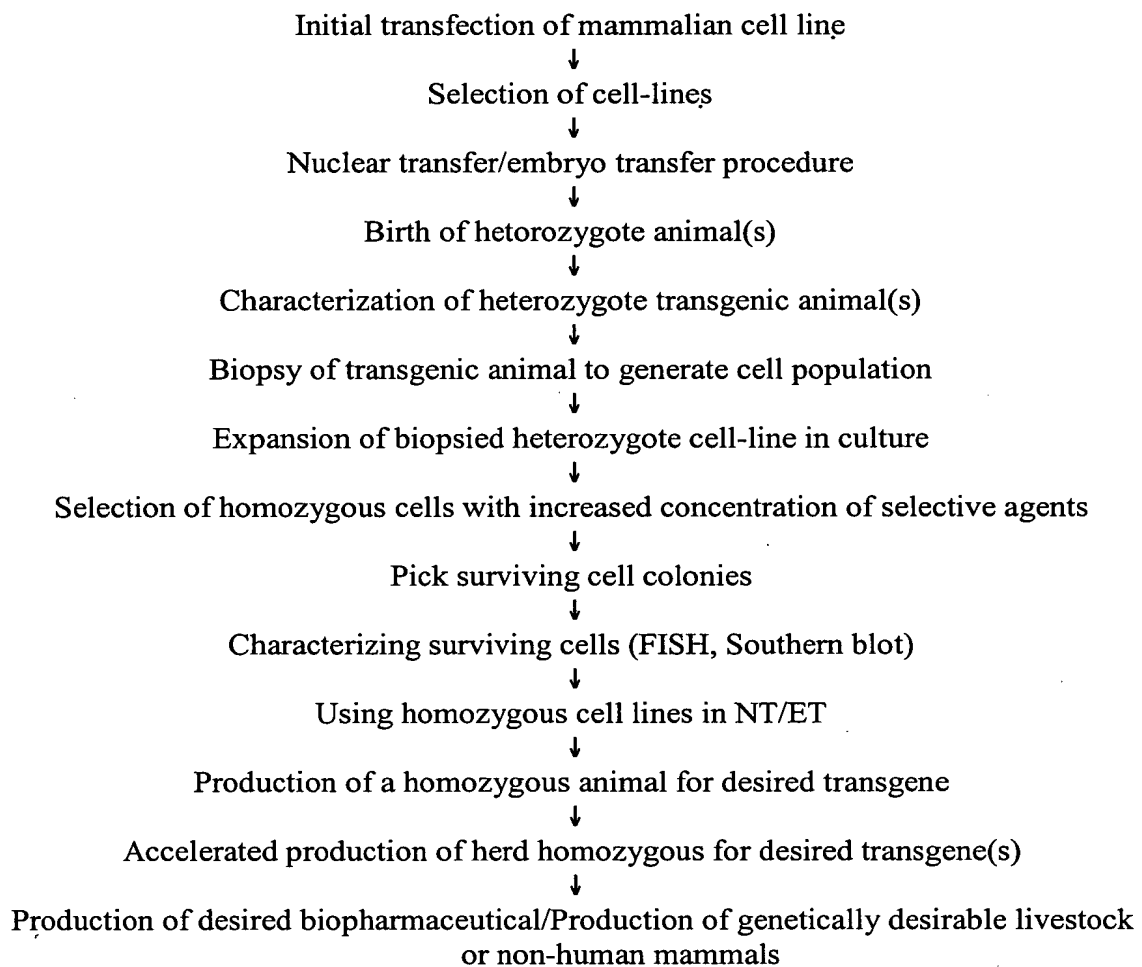 Initial transfection of mammalian cell line
↓
Selection of cell-lines
↓
Nuclear transfer/embryo transfer procedure
↓
Birth of hetorozygote animal(s)
↓
Characterization of heterozygote transgenic animal(s)
↓
Biopsy of transgenic animal to generate cell population
↓
Expansion of biopsied heterozygote cell-line in culture
↓
Selection of homozygous cells with increased concentration of selective agents
↓
Pick surviving cell colonies
↓
Characterizing surviving cells (FISH, Southern blot)
↓
Using homozygous cell lines in NT/ET
↓
Production of a homozygous animal for desired transgene
↓
Accelerated production of herd homozygous for desired transgene(s)
↓
Production of desired biopharmaceutical/Production of genetically desirable livestock
or non-human mammals